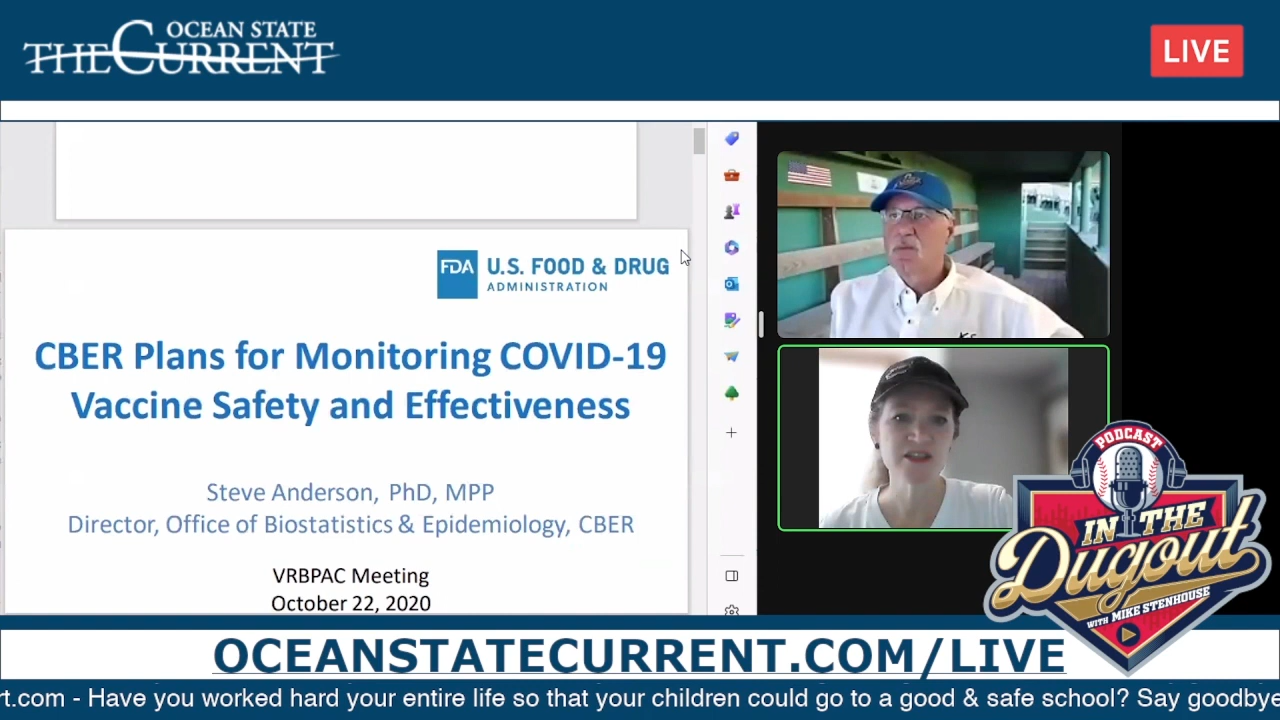 OCEAN STATE
THE CURRENT
LIVE
FDA U.S. FOOD & DRUG
ADMINISTRATION
CBER Plans for Monitoring COVID-19
Vaccine Safety and Effectiveness
Steve Anderson, PhD, MPP
Director, Office of Biostatistics & Epidemiology, CBER
VRBPAC Meeting
October 22, 2020
PODCAST
IN THE
Dugout
WITH MIKE STENHOUSE
OCEANSTATECURRENT.COM/LIVE
rt.com - Have you worked hard your entire life so that your children could go to a good & safe school? Say goodbye